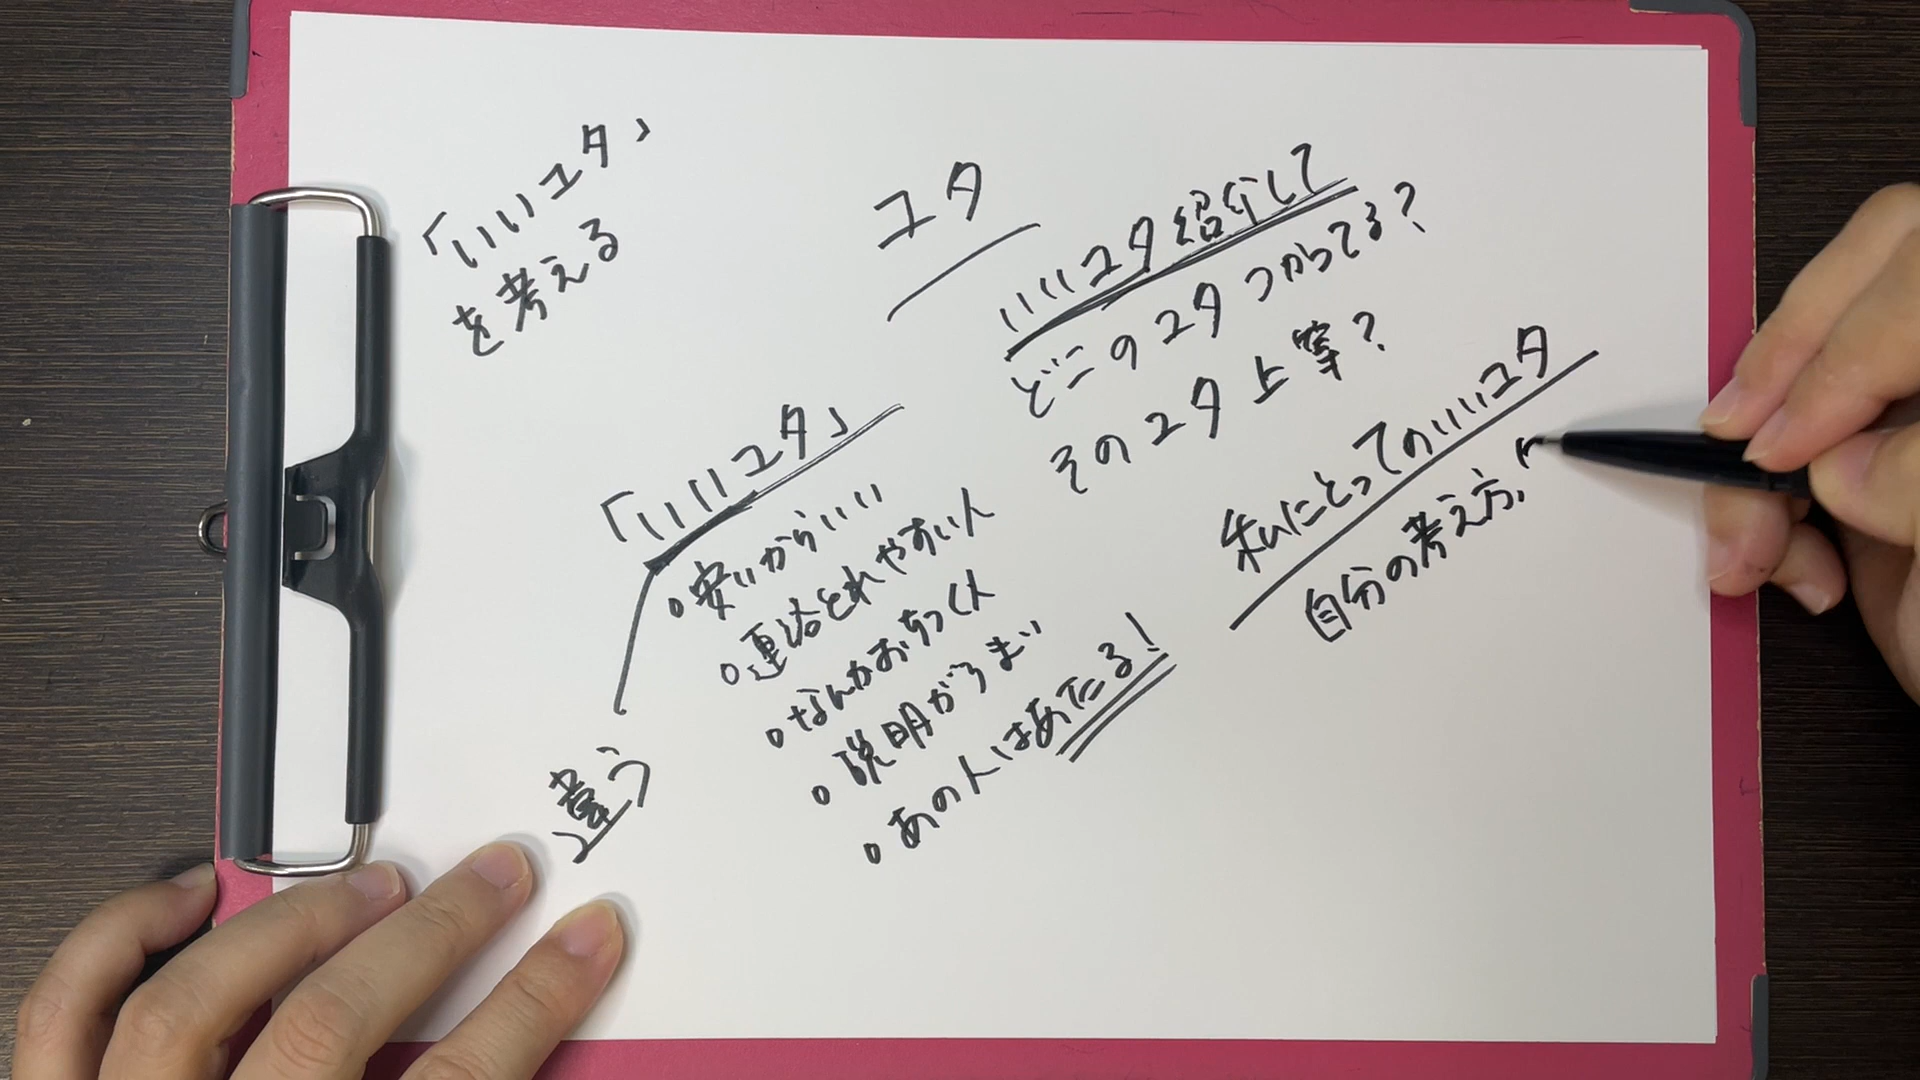 「いいユタ」
を考える
ユタ
いいユタ紹介して
どこのユタつかってる?
そのユタ上等?
「いいユタ」
違う
○安いからいい
○連絡とれやすい人
○なんかおちつく人
○説明がうまい
○あの人はあたる!
私にとってのいいユタ
自分の考え方、